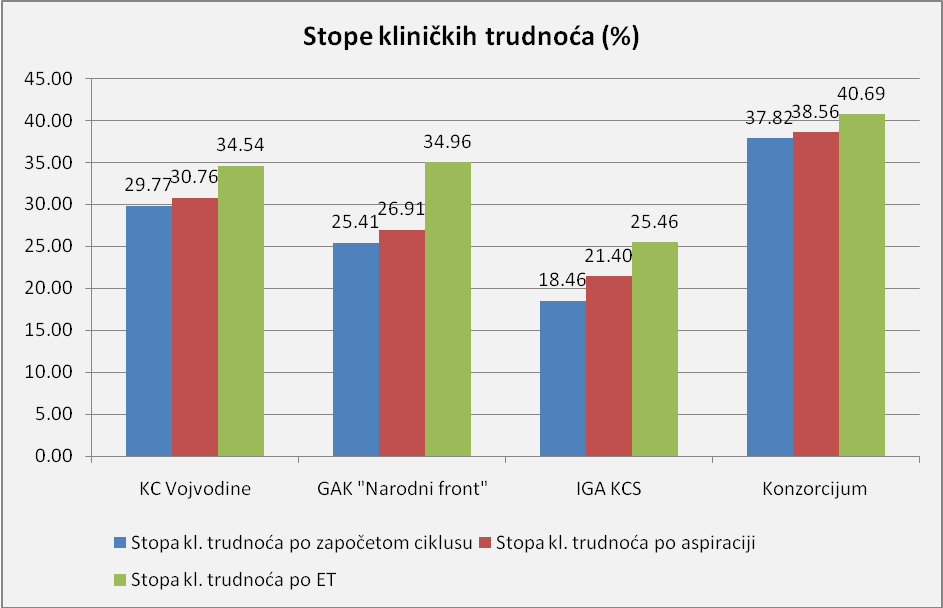 Stope kliničkih trudnoća (%)
45.00
40.00
35.00
30.00
25.00
20.00
15.00
10.00
5.00
0.00
29.77
30.76
34.54
25.41
26.91
34.96
18.46
21.40
25.46
37.82
38.56
40.69
KC Vojvodine
GAK "Narodni front"
IGA KCS
Konzorcijum
Stopa kl. trudnoća po započetom ciklusu
Stopa kl. trudnoća po aspiraciji
Stopa kl. trudnoća po ET